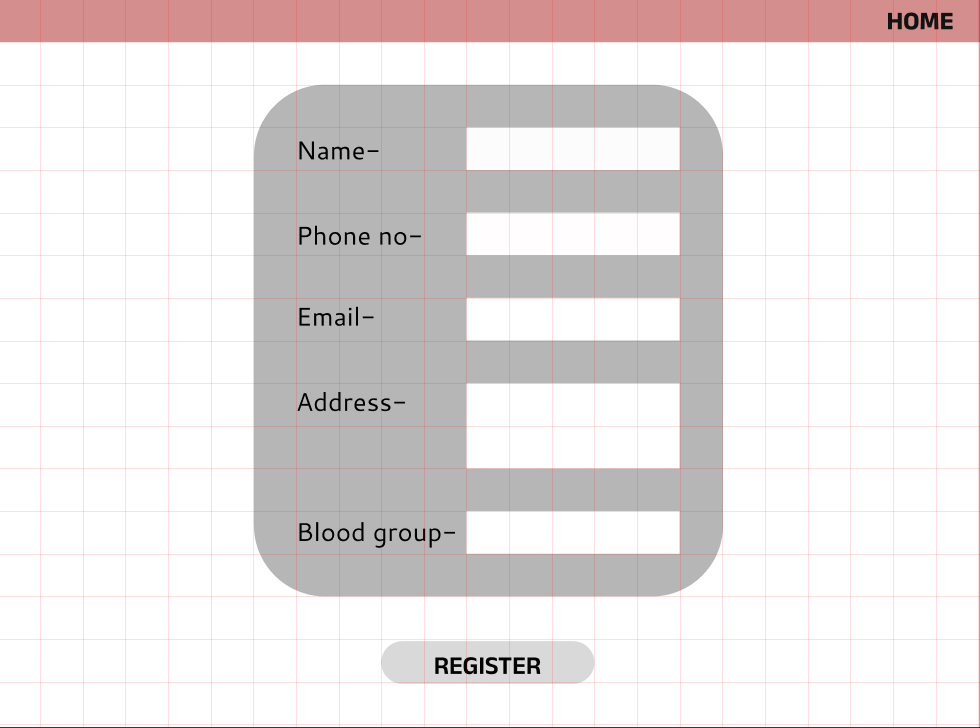 HOME
Name-
Phone no-
Email-
Address-
Blood group-
REGISTER